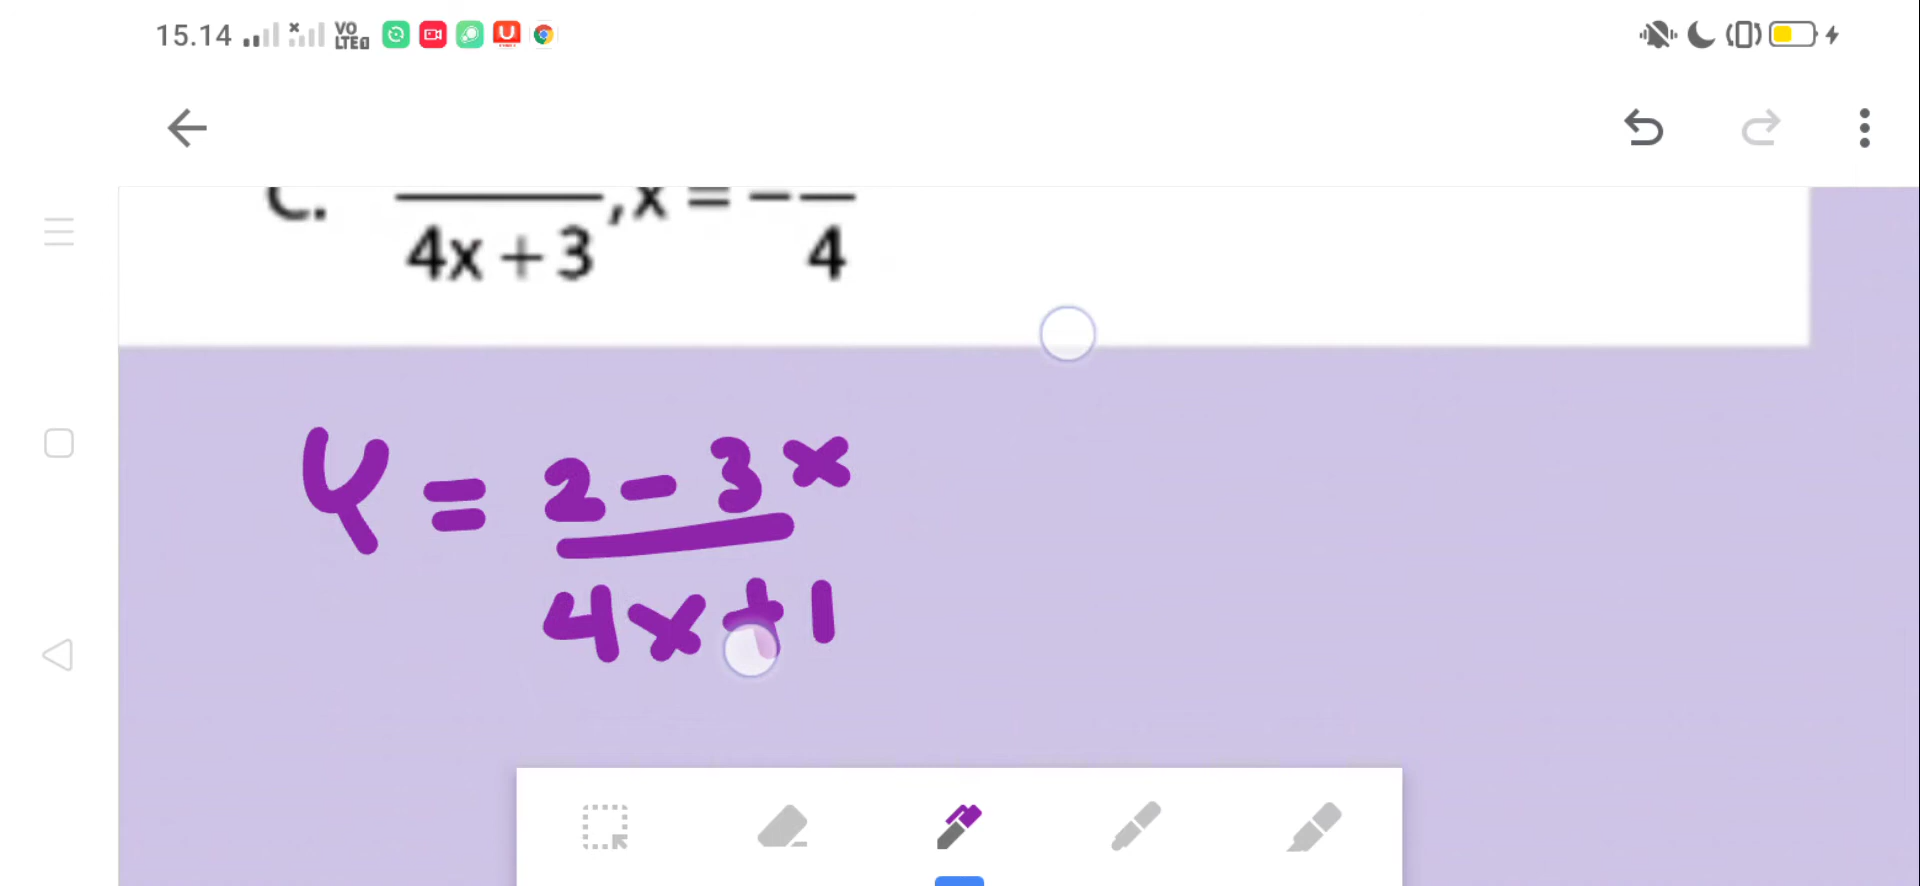 15.14 VO LTE
C. ,x = -
4x + 3 4
Y = 2 - 3x
4x + 1